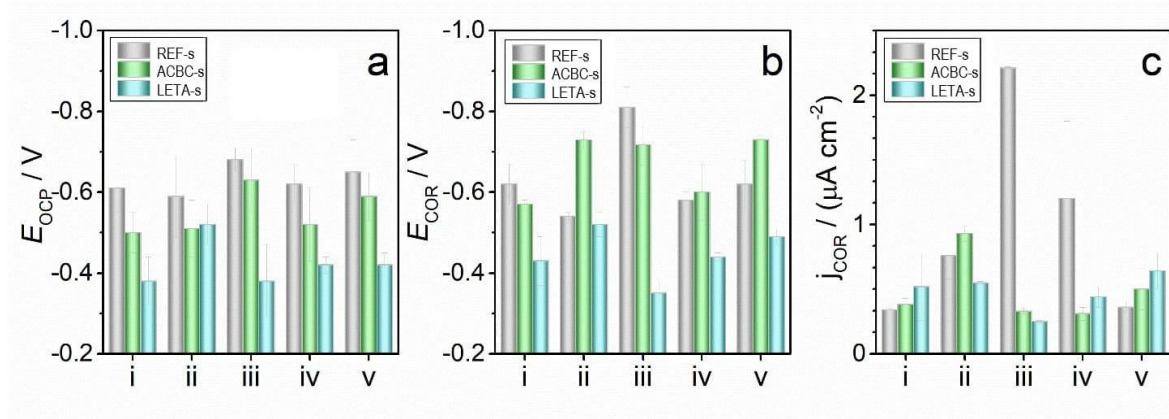 -1.0
-0.8
-0.6
-0.4
-0.2
E_OCP / V
REF-s
ACBC-s
LETA-s
a
i ii iii iv v
-1.0
-0.8
-0.6
-0.4
-0.2
E_COR / V
REF-s
ACBC-s
LETA-s
b
i ii iii iv v
2
1
0
j_COR / (µA cm⁻²)
REF-s
ACBC-s
LETA-s
c
i ii iii iv v